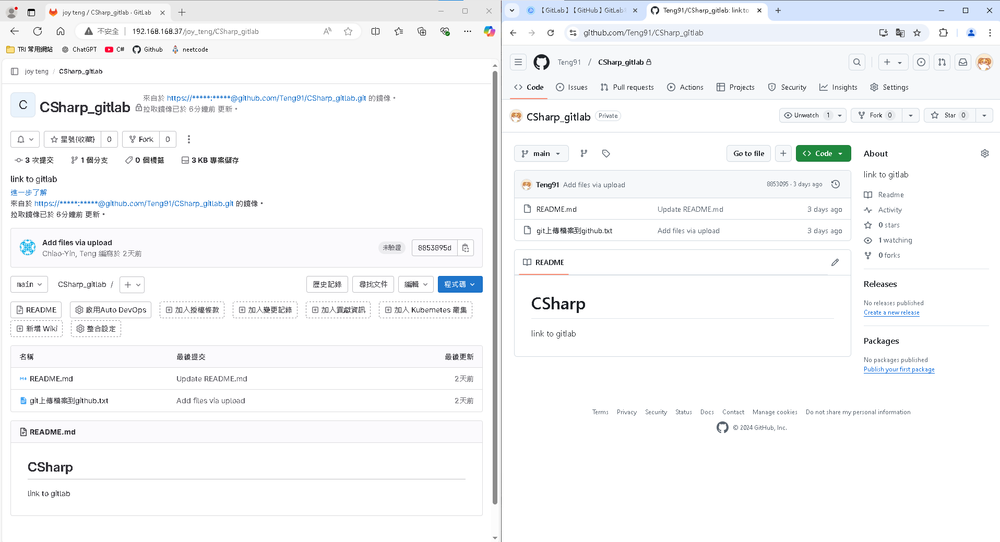 joy teng / CSharp_gitlab · GitLab
不安全
192.168.168.37/joy_teng/CSharp_gitlab
TRI 常用網站
ChatGPT
C#
Github
neetcode
joy teng / CSharp_gitlab
C
CSharp_gitlab
來自於 https://*****:*****@github.com/Teng91/CSharp_gitlab.git 的鏡像。
拉取鏡像已於 6分鐘前 更新。
星號(收藏) 0
Fork 0
3 次提交
1 個分支
0 個標籤
3 KB 專案儲存
link to gitlab
進一步了解
來自於 https://*****:*****@github.com/Teng91/CSharp_gitlab.git 的鏡像。
拉取鏡像已於 6分鐘前 更新。
Add files via upload
Chiao-Yin, Teng 編寫於 2天前
未驗證
8853095d
main
CSharp_gitlab /
歷史記錄
尋找文件
編輯
程式碼
README
啟用Auto DevOps
加入授權條款
加入變更記錄
加入貢獻資訊
加入 Kubernetes 叢集
新增 Wiki
整合設定
名稱 最後提交 最後更新
README.md Update README.md 2天前
git上傳檔案到github.txt Add files via upload 2天前
README.md
CSharp
link to gitlab
【GitLab】【GitHub】GitLab
Teng91/CSharp_gitlab: link to
github.com/Teng91/CSharp_gitlab
Teng91 / CSharp_gitlab
Code
Issues
Pull requests
Actions
Projects
Security
Insights
Settings
CSharp_gitlab
Private
Unwatch 1
Fork 0
Star 0
main
Go to file
Code
Teng91 Add files via upload 8853095 · 3 days ago
README.md Update README.md 3 days ago
git上傳檔案到github.txt Add files via upload 3 days ago
README
CSharp
link to gitlab
About
link to gitlab
Readme
Activity
0 stars
1 watching
0 forks
Releases
No releases published
Create a new release
Packages
No packages published
Publish your first package
Terms Privacy Security Status Docs Contact Manage cookies Do not share my personal information
© 2024 GitHub, Inc.